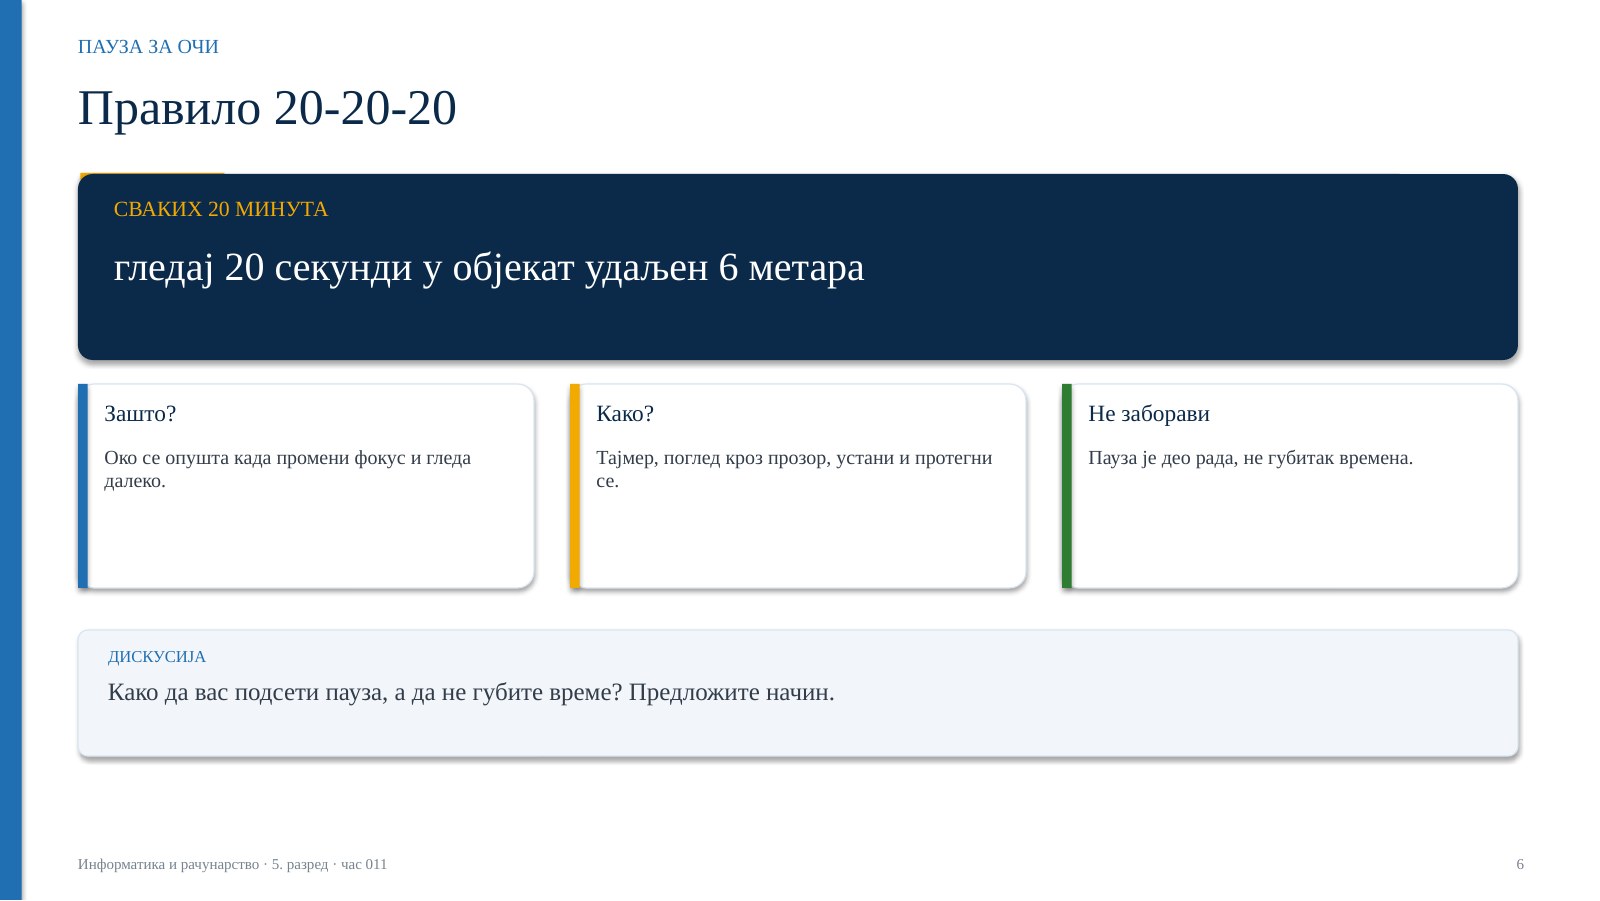 ПАУЗА ЗА ОЧИ
Правило 20-20-20
СВАКИХ 20 МИНУТА
гледај 20 секунди у објекат удаљен 6 метара
Зашто?
Око се опушта када промени фокус и гледа
далеко.
Како?
Тајмер, поглед кроз прозор, устани и протегни
се.
Не заборави
Пауза је део рада, не губитак времена.
ДИСКУСИЈА
Како да вас подсети пауза, а да не губите време? Предложите начин.
Информатика и рачунарство · 5. разред · час 011
6